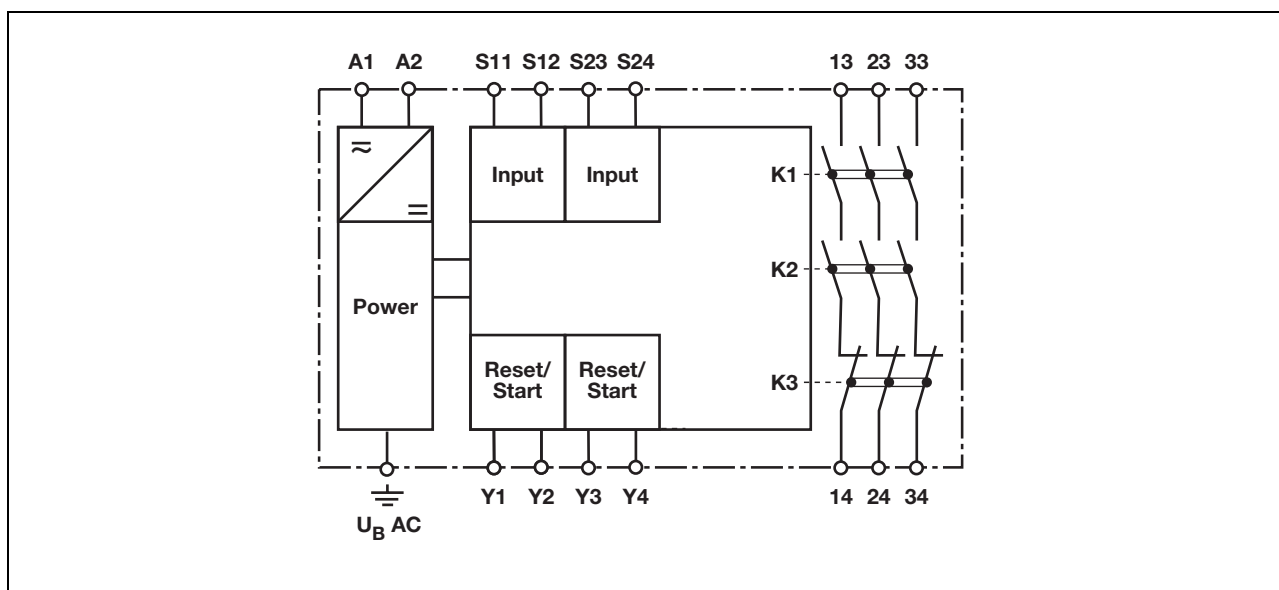 A1 A2 S11 S12 S23 S24 13 23 33
Input Input
K1
K2
Power
Reset/ Reset/
Start Start
K3
Y1 Y2 Y3 Y4 14 24 34
UB AC